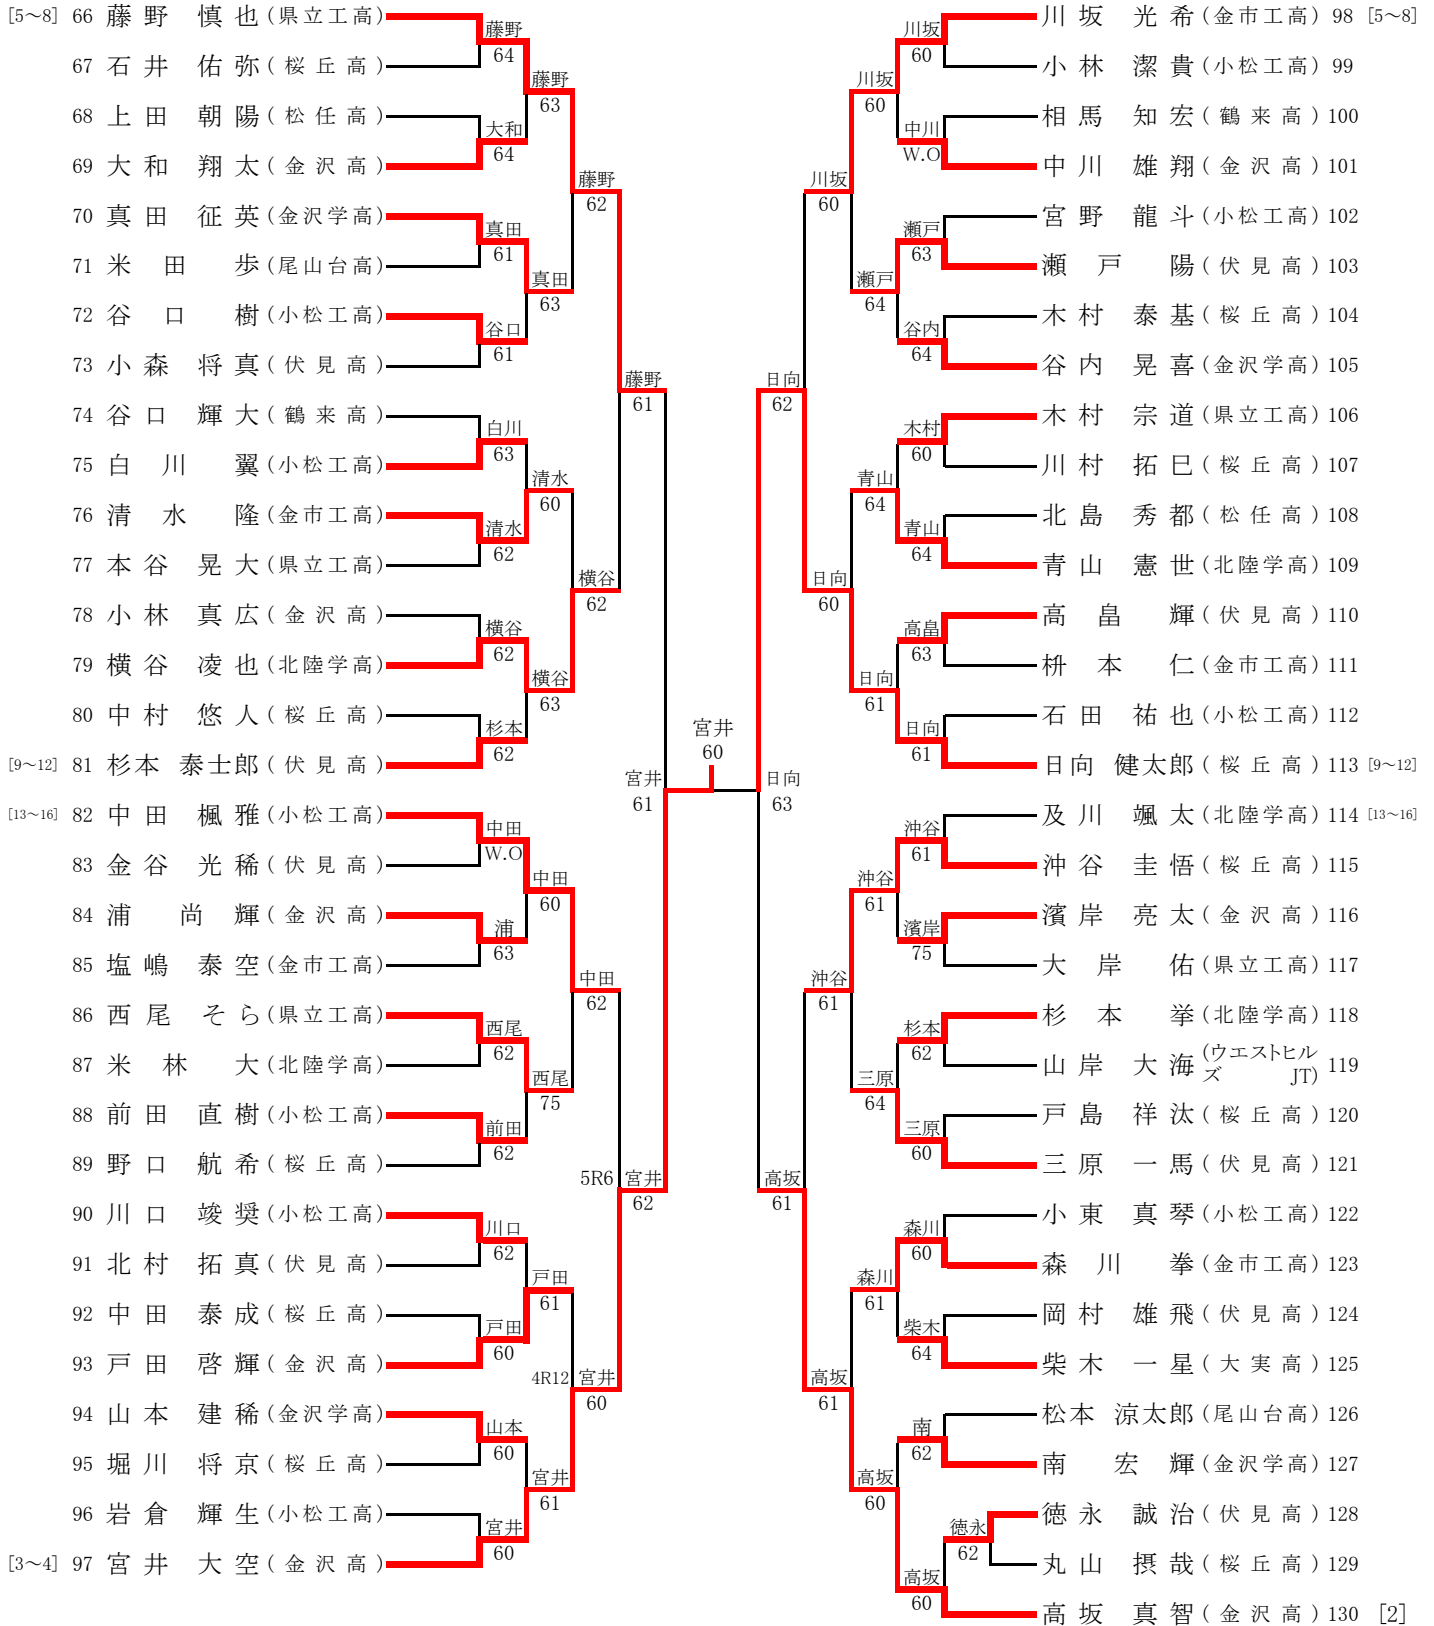 [5~8] 66 藤野 慎也 (県立工高)
67 石井 佑弥 (桜丘高)
68 上田 朝陽 (松任高)
69 大和 翔太 (金沢高)
70 真田 征英 (金沢学高)
71 米田 歩 (尾山台高)
72 谷口 樹 (小松工高)
73 小森 将真 (伏見高)
74 谷口 輝大 (鶴来高)
75 白川 翼 (小松工高)
76 清水 隆 (金市工高)
77 本谷 晃大 (県立工高)
78 小林 真広 (金沢高)
79 横谷 凌也 (北陸学高)
80 中村 悠人 (桜丘高)
[9~12] 81 杉本 泰士郎 (伏見高)
[13~16] 82 中田 楓雅 (小松工高)
83 金谷 光稀 (伏見高)
84 浦 尚輝 (金沢高)
85 塩嶋 泰空 (金市工高)
86 西尾 そら (県立工高)
87 米林 大 (北陸学高)
88 前田 直樹 (小松工高)
89 野口 航希 (桜丘高)
90 川口 竣奨 (小松工高)
91 北村 拓真 (伏見高)
92 中田 泰成 (桜丘高)
93 戸田 啓輝 (金沢高)
94 山本 建稀 (金沢学高)
95 堀川 将京 (桜丘高)
96 岩倉 輝生 (小松工高)
[3~4] 97 宮井 大空 (金沢高)
藤野
64
大和
64
真田
61
谷口
61
白川
63
清水
62
横谷
62
杉本
62
中田
W.O
浦
63
西尾
62
前田
62
川口
62
戸田
60
山本
60
宮井
60
藤野
63
真田
63
清水
60
横谷
63
中田
60
西尾
75
戸田
61
宮井
61
藤野
62
横谷
62
中田
62
4R12 宮井
60
藤野
61
5R6 宮井
62
宮井
61
宮井
60
日向
63
日向
62
高坂
61
川坂
60
日向
60
沖谷
61
高坂
61
川坂
60
瀬戸
64
青山
64
日向
61
沖谷
61
三原
64
森川
61
高坂
60
川坂
60
中川
W.O
瀬戸
63
谷内
64
木村
60
青山
64
高畠
63
日向
61
沖谷
61
濱岸
75
杉本
62
三原
60
森川
60
柴木
64
南
62
徳永
62
高坂
60
川坂 光希 (金市工高) 98 [5~8]
小林 潔貴 (小松工高) 99
相馬 知宏 (鶴来高) 100
中川 雄翔 (金沢高) 101
宮野 龍斗 (小松工高) 102
瀬戸 陽 (伏見高) 103
木村 泰基 (桜丘高) 104
谷内 晃喜 (金沢学高) 105
木村 宗道 (県立工高) 106
川村 拓巳 (桜丘高) 107
北島 秀都 (松任高) 108
青山 憲世 (北陸学高) 109
高畠 輝 (伏見高) 110
枡本 仁 (金市工高) 111
石田 祐也 (小松工高) 112
日向 健太郎 (桜丘高) 113 [9~12]
及川 颯太 (北陸学高) 114 [13~16]
沖谷 圭悟 (桜丘高) 115
濱岸 亮太 (金沢高) 116
大岸 佑 (県立工高) 117
杉本 挙 (北陸学高) 118
山岸 大海 (ウエストヒルズ JT) 119
戸島 祥汰 (桜丘高) 120
三原 一馬 (伏見高) 121
小東 真琴 (小松工高) 122
森川 拳 (金市工高) 123
岡村 雄飛 (伏見高) 124
柴木 一星 (大実高) 125
松本 涼太郎 (尾山台高) 126
南 宏輝 (金沢学高) 127
徳永 誠治 (伏見高) 128
丸山 摂哉 (桜丘高) 129
高坂 真智 (金沢高) 130 [2]